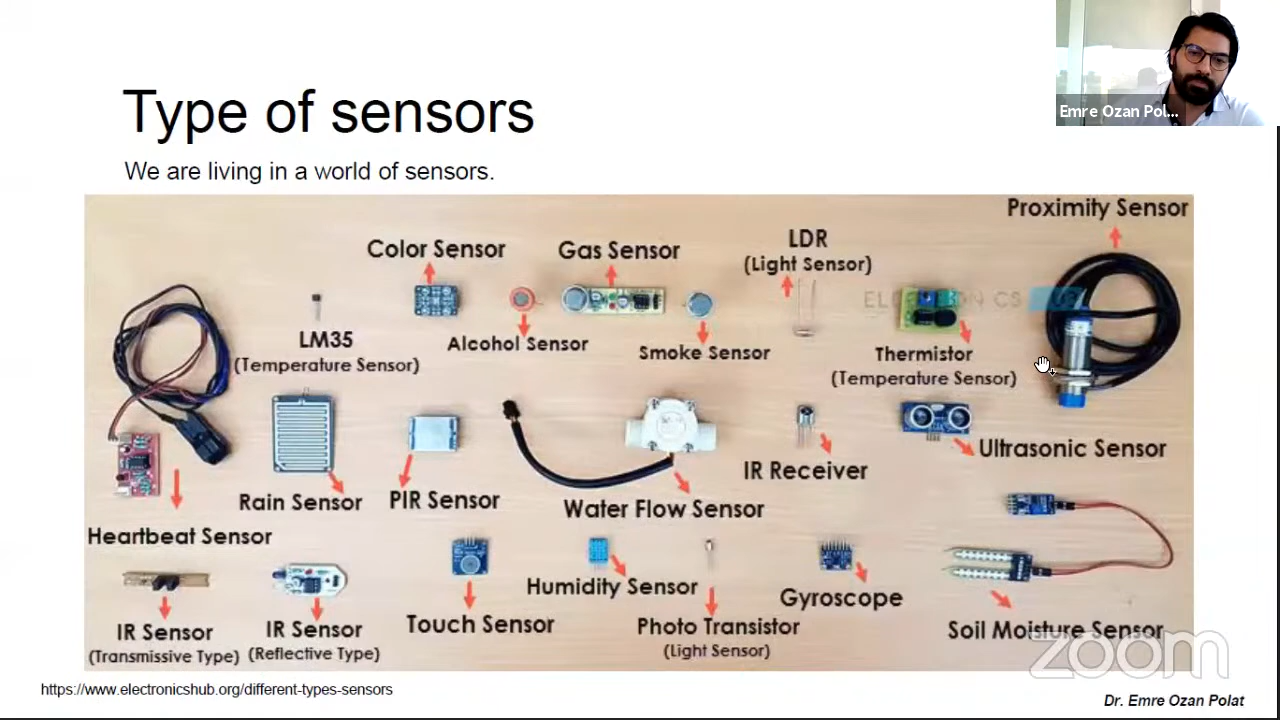 Emre Ozan Pol...
Type of sensors
We are living in a world of sensors.
Proximity Sensor
Color Sensor
Gas Sensor
LDR
(Light Sensor)
LM35
(Temperature Sensor)
Alcohol Sensor
Smoke Sensor
Thermistor
(Temperature Sensor)
Rain Sensor
PIR Sensor
Water Flow Sensor
IR Receiver
Ultrasonic Sensor
Heartbeat Sensor
Humidity Sensor
Gyroscope
IR Sensor
(Transmissive Type)
IR Sensor
(Reflective Type)
Touch Sensor
Photo Transistor
(Light Sensor)
Soil Moisture Sensor
zoom
https://www.electronicshub.org/different-types-sensors
Dr. Emre Ozan Polat